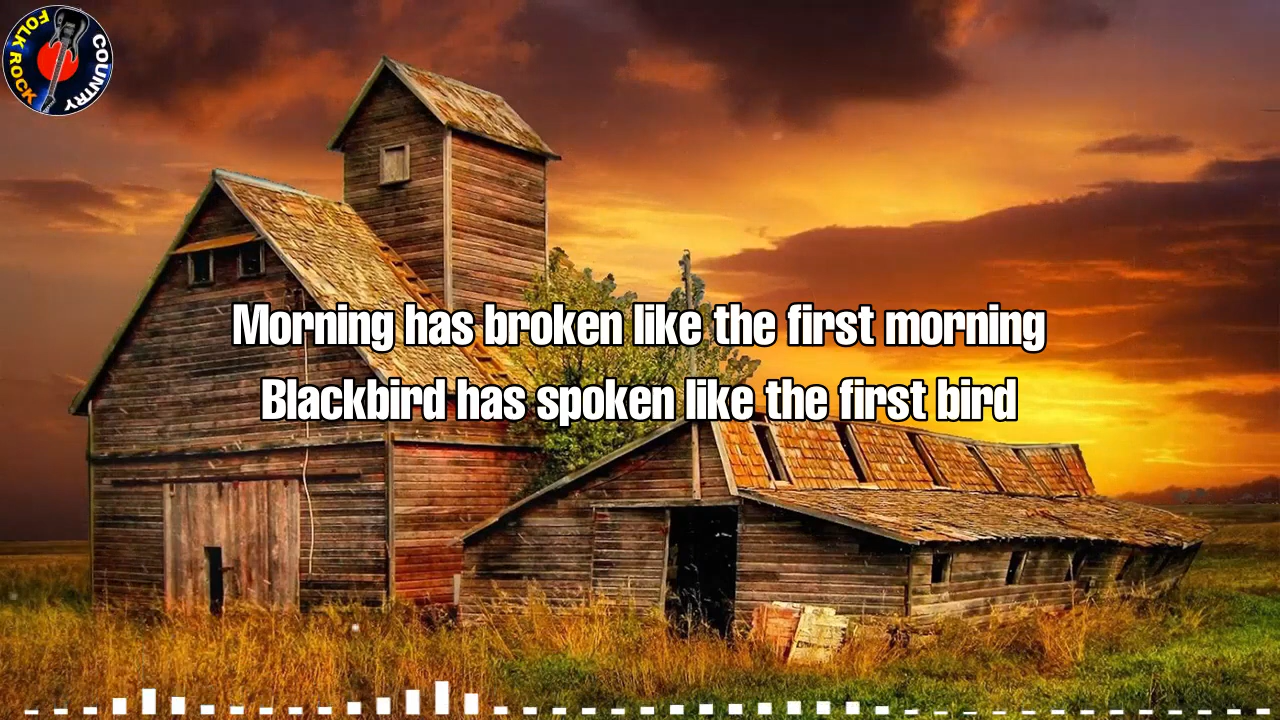 FOLK ROCK
COUNTRY
Morning has broken like the first morning
Blackbird has spoken like the first bird